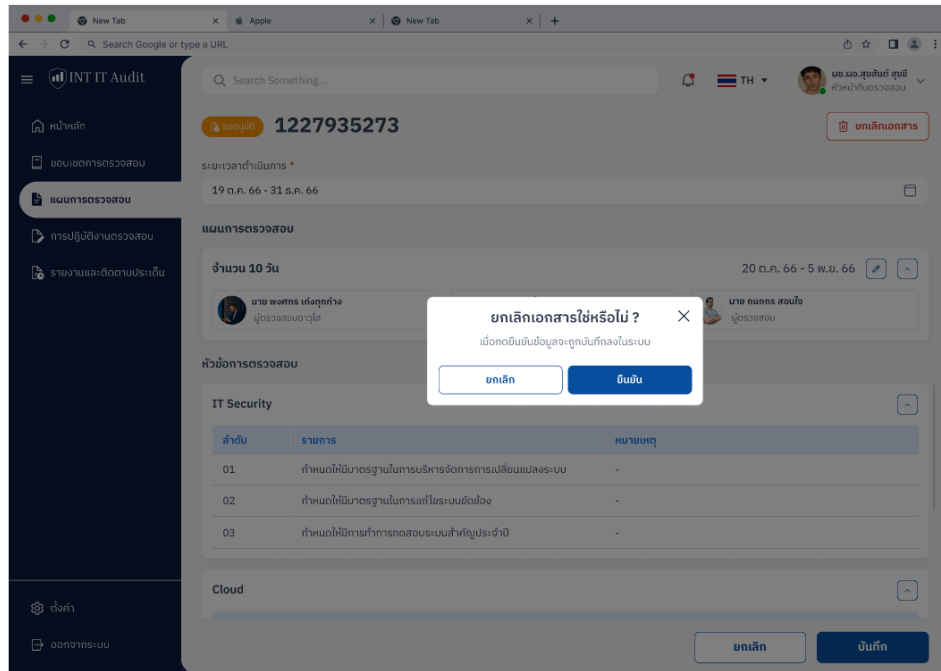 New Tab
Apple
New Tab
Search Google or type a URL
INT IT Audit
Search Something...
TH
ผช.ผอ.สุขสันต์ สุขขี
หัวหน้าทีมตรวจสอบ
หน้าหลัก
ขอบเขตการตรวจสอบ
แผนการตรวจสอบ
การปฏิบัติงานตรวจสอบ
รายงานและติดตามประเด็น
ตั้งค่า
ออกจากระบบ
รออนุมัติ
1227935273
ยกเลิกเอกสาร
ระยะเวลาดำเนินการ *
19 ต.ค. 66 - 31 ธ.ค. 66
แผนการตรวจสอบ
จำนวน 10 วัน
20 ต.ค. 66 - 5 พ.ย. 66
นาย พงศกร เก่งทุกทาง
ผู้ตรวจสอบอาวุโส
นาย กนกกร สอนใจ
ผู้ตรวจสอบ
ยกเลิกเอกสารใช่หรือไม่ ?
เมื่อกดยืนยันข้อมูลจะถูกบันทึกลงในระบบ
ยกเลิก
ยืนยัน
หัวข้อการตรวจสอบ
IT Security
ลำดับ รายการ หมายเหตุ
01 กำหนดให้มีมาตรฐานในการบริหารจัดการการเปลี่ยนแปลงระบบ -
02 กำหนดให้มีมาตรฐานในการแก้ไขระบบขัดข้อง -
03 กำหนดให้มีการทำการทดสอบระบบสำคัญประจำปี -
Cloud
ยกเลิก
บันทึก